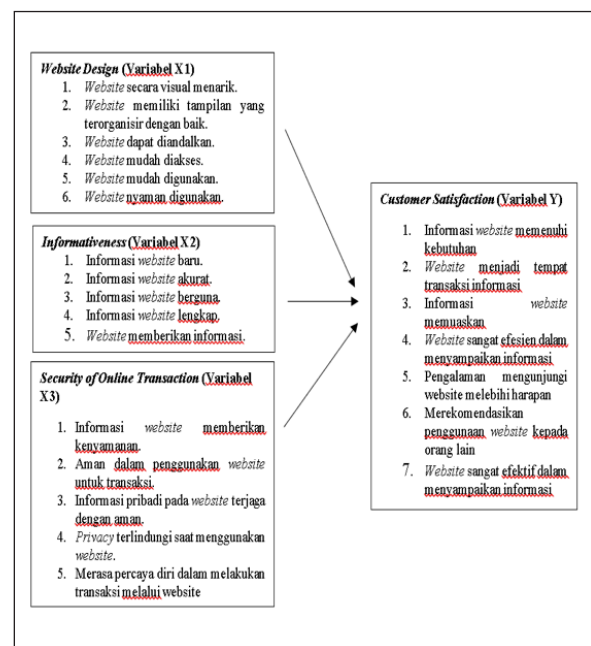 Website Design (Variabel X1)
1. Website secara visual menarik.
2. Website memiliki tampilan yang
terorganisir dengan baik.
3. Website dapat diandalkan.
4. Website mudah diakses.
5. Website mudah digunakan.
6. Website nyaman digunakan.
Informativeness (Variabel X2)
1. Informasi website baru.
2. Informasi website akurat.
3. Informasi website berguna.
4. Informasi website lengkap.
5. Website memberikan informasi.
Security of Online Transaction (Variabel
X3)
1. Informasi website memberikan
kenyamanan.
2. Aman dalam penggunakan website
untuk transaksi.
3. Informasi pribadi pada website terjaga
dengan aman.
4. Privacy terlindungi saat menggunakan
website.
5. Merasa percaya diri dalam melakukan
transaksi melalui website
Customer Satisfaction (Variabel Y)
1. Informasi website memenuhi
kebutuhan
2. Website menjadi tempat
transaksi informasi
3. Informasi website
memuaskan
4. Website sangat efesien dalam
menyampaikan informasi
5. Pengalaman mengunjungi
website melebihi harapan
6. Merekomendasikan
penggunaan website kepada
orang lain
7. Website sangat efektif dalam
menyampaikan informasi